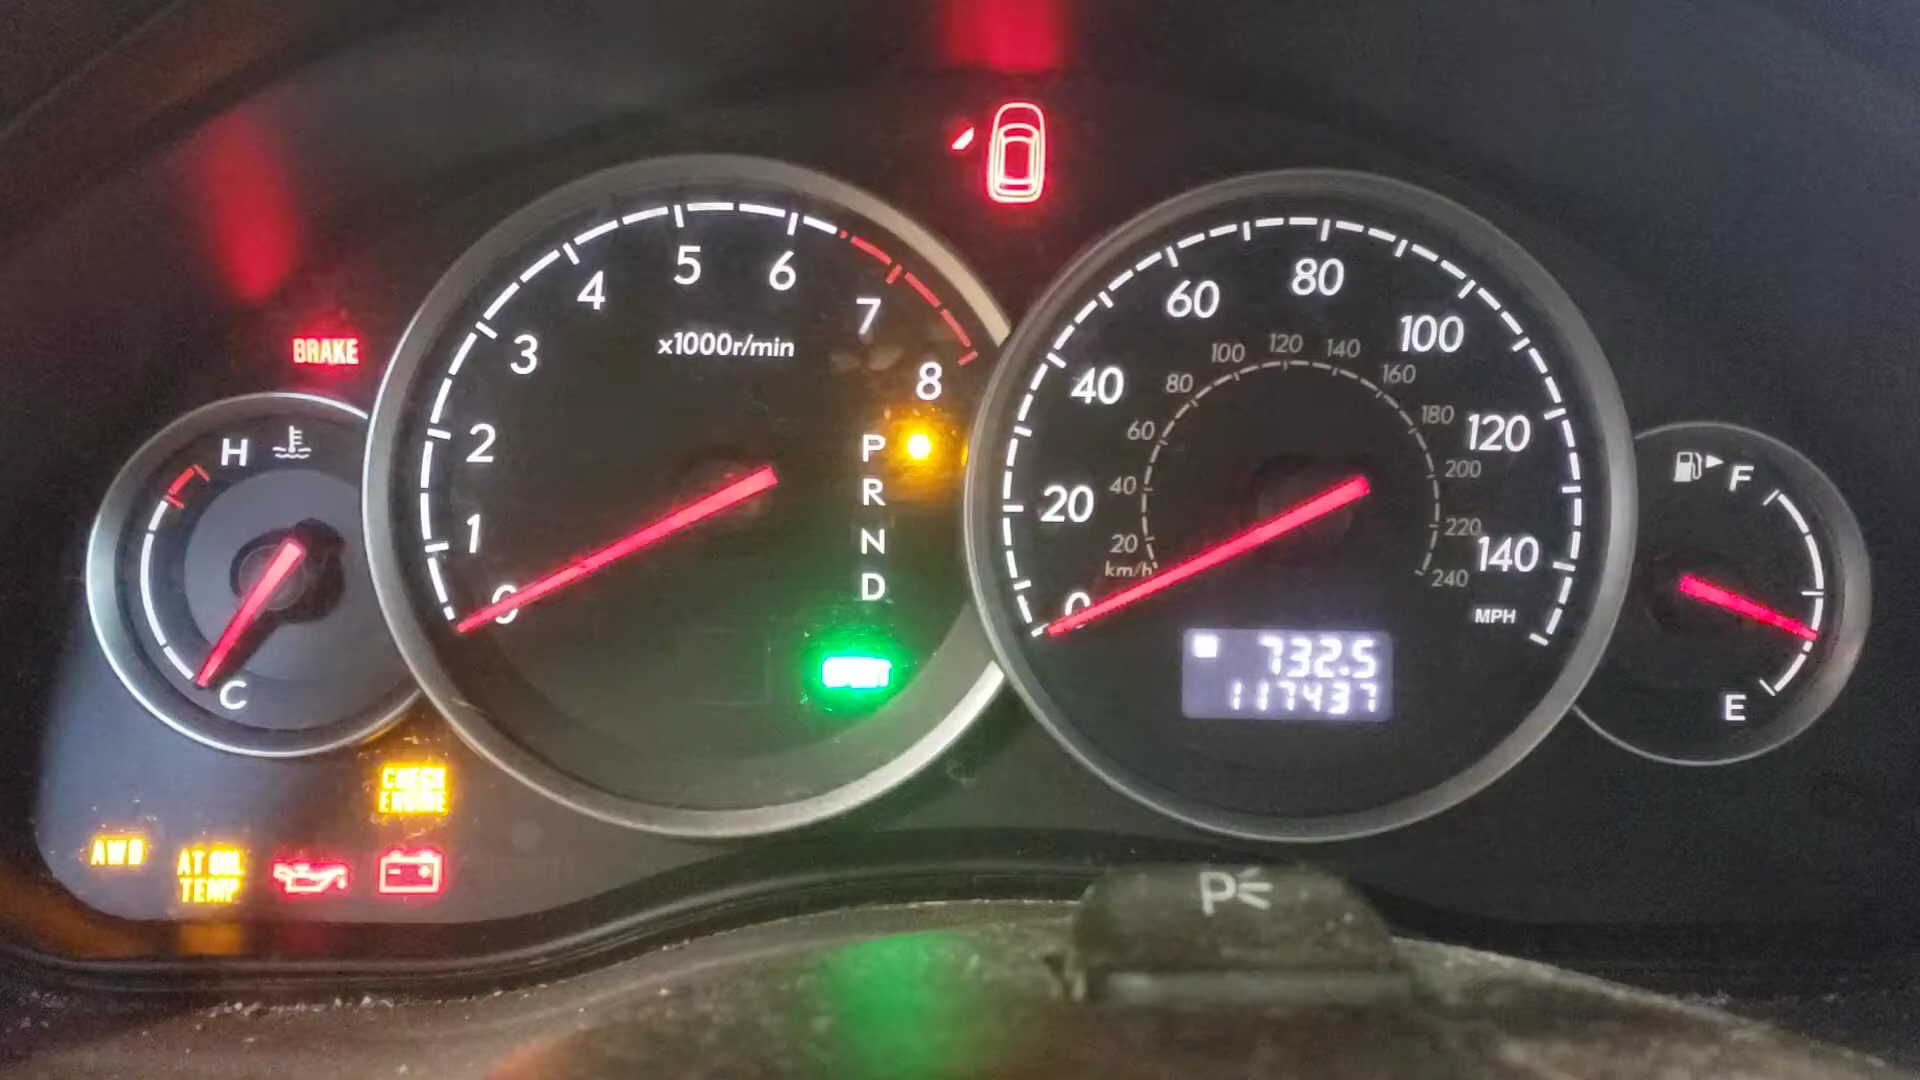 BRAKE
H
C
0
1
2
3
4
5
6
7
8
x1000r/min
P
R
N
D
SPORT
0
20
40
60
80
100
120
140
MPH
km/h
20
40
60
80
100
120
140
160
180
200
220
240
732.5
117437
F
E
CHECK
ENGINE
AWD
AT OIL
TEMP
P